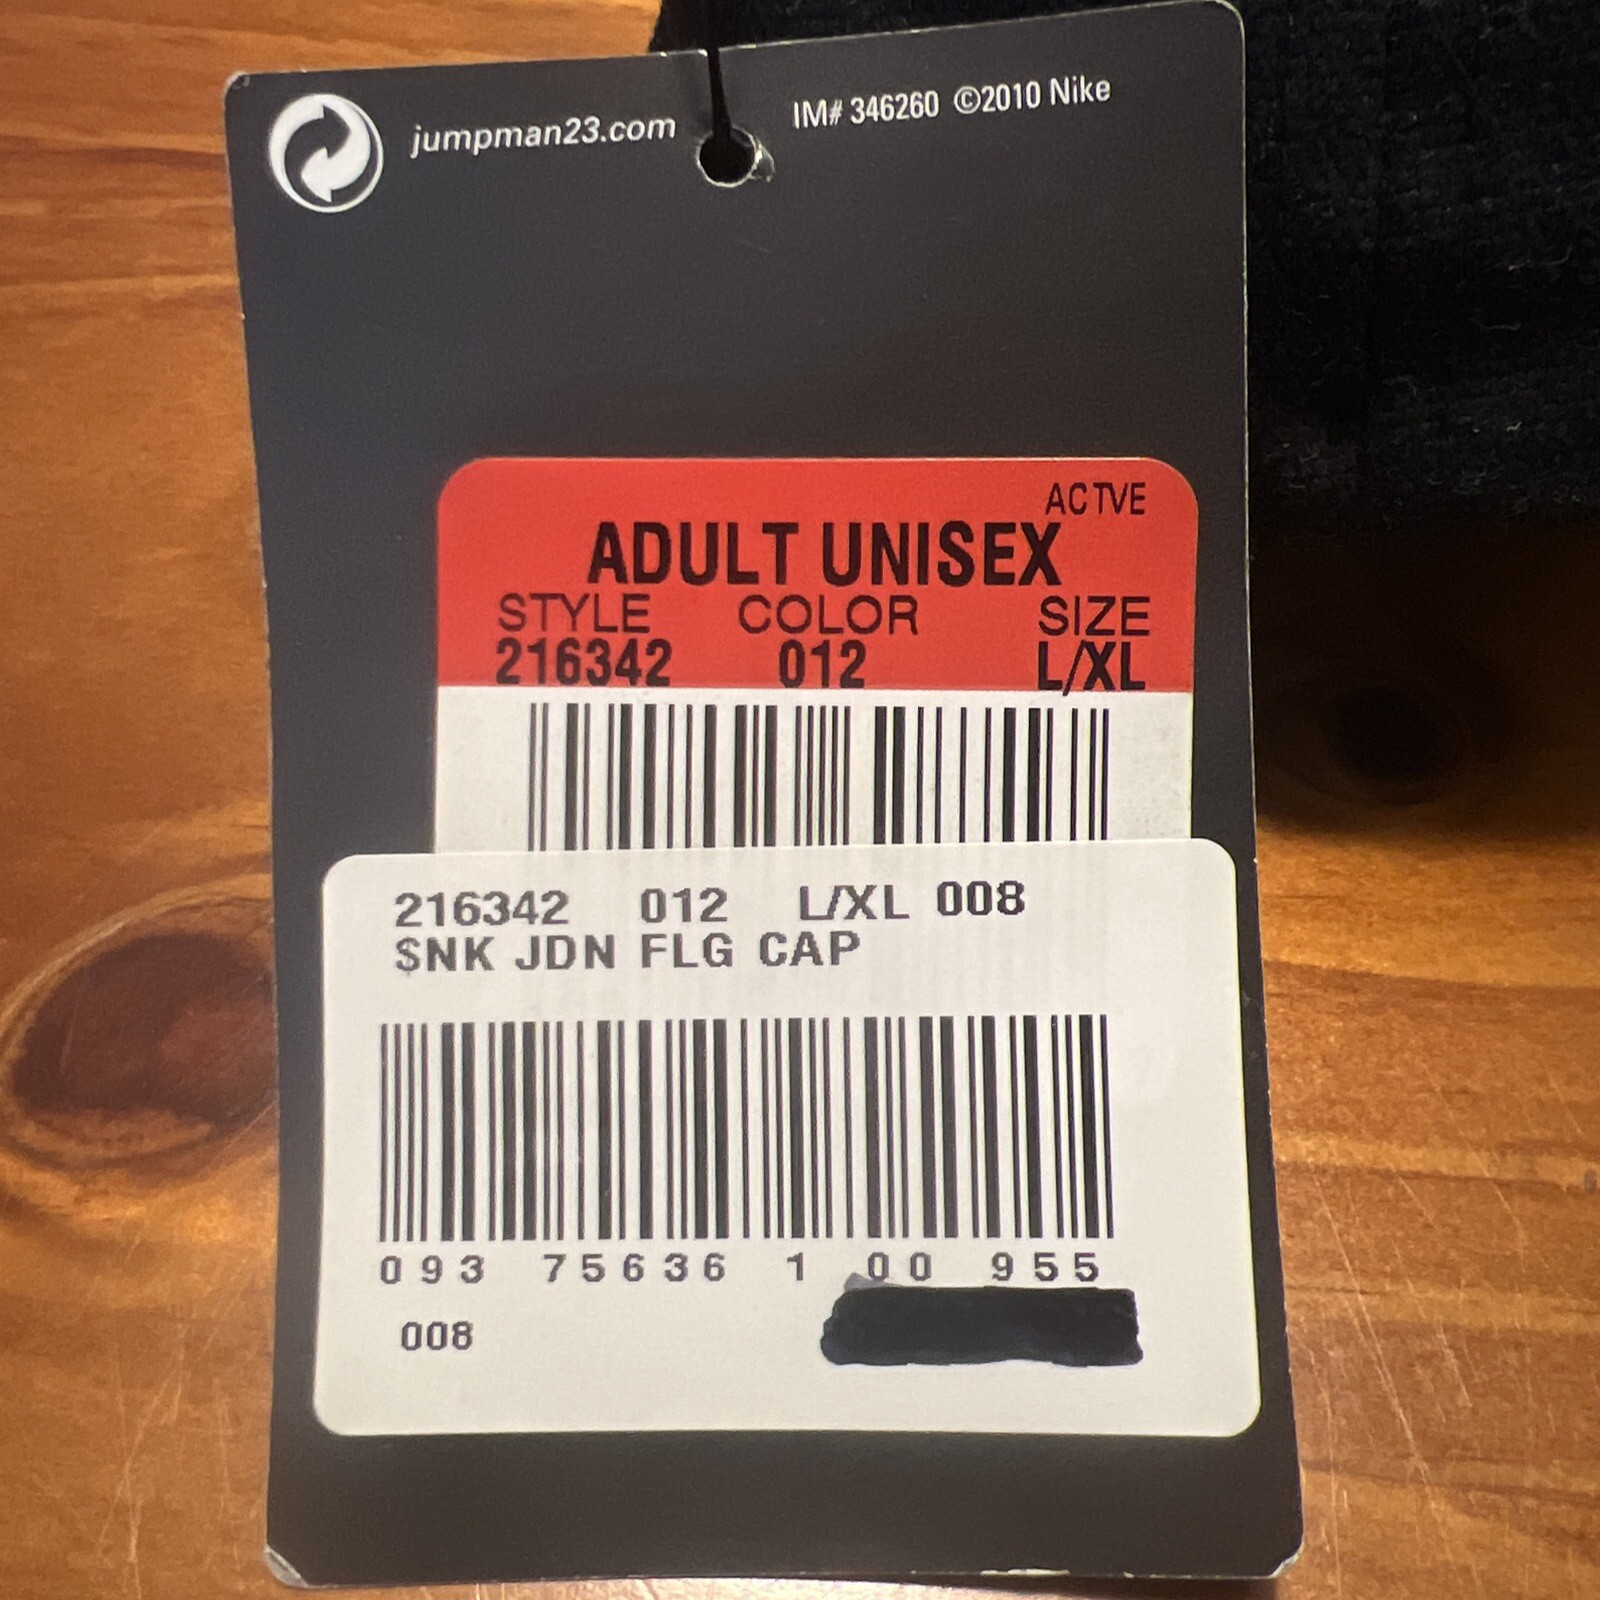 jumpman23.com
IM# 346260 ©2010 Nike
ACTVE
ADULT UNISEX
STYLE COLOR SIZE
216342 012 L/XL
216342 012 L/XL 008
$NK JDN FLG CAP
093 75636 1 00 955
008